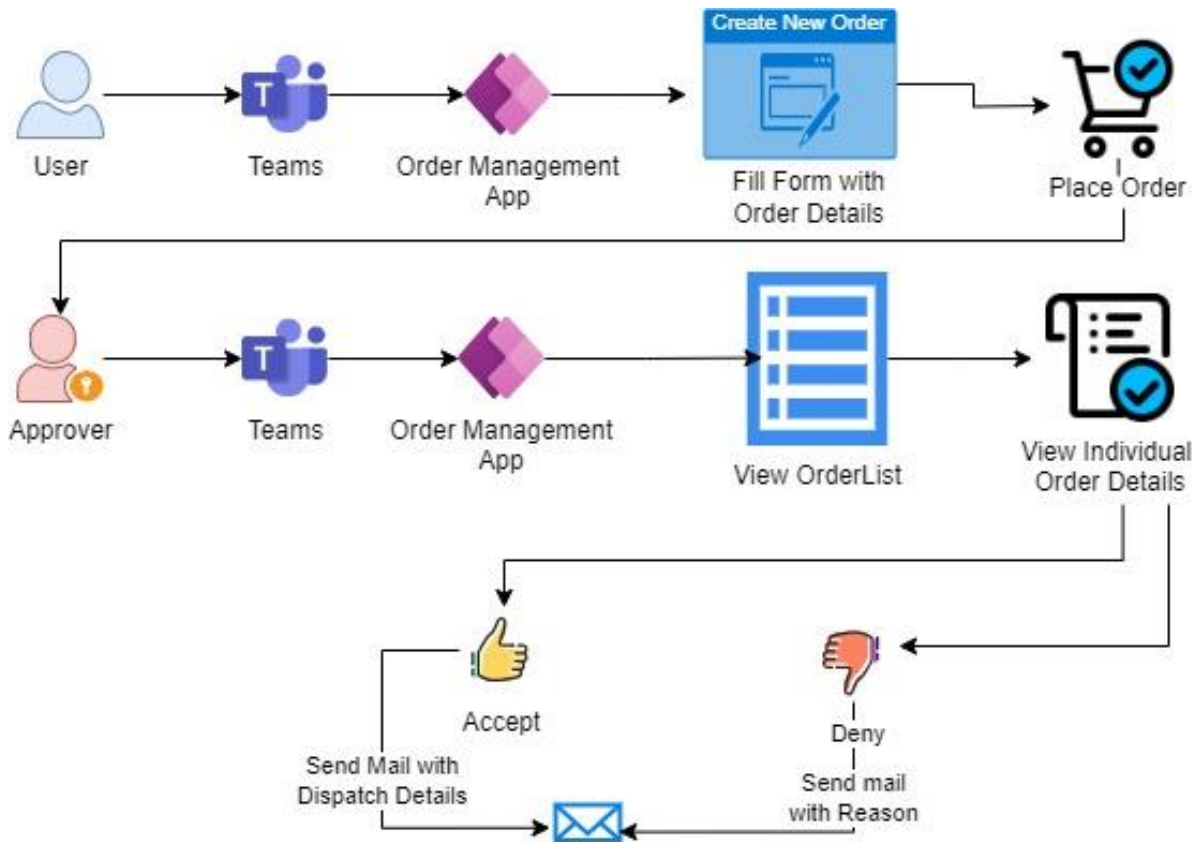 Create New Order
User
Teams
Order Management
App
Fill Form with
Order Details
Place Order
Approver
Teams
Order Management
App
View OrderList
View Individual
Order Details
Accept
Deny
Send Mail with
Dispatch Details
Send mail
with Reason